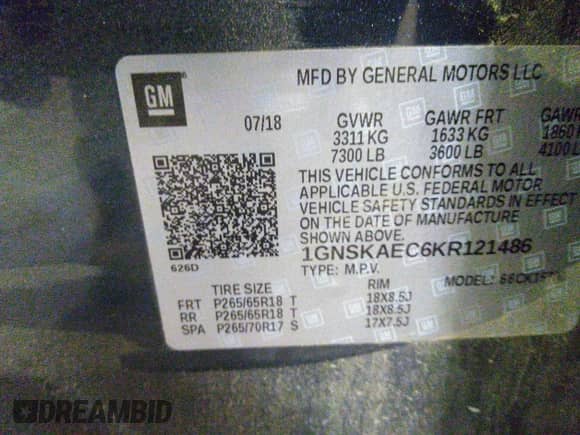 GM
MFD BY GENERAL MOTORS LLC
07/18 GVWR GAWR FRT GAWR
3311 KG 1633 KG 1860
7300 LB 3600 LB 4100 L
THIS VEHICLE CONFORMS TO ALL
APPLICABLE U.S. FEDERAL MOTOR
VEHICLE SAFETY STANDARDS IN EFFECT
ON THE DATE OF MANUFACTURE
SHOWN ABOVE.
626D
1GNSKAEC6KR121486
TYPE: M.P.V. MODEL:
TIRE SIZE RIM
FRT P265/65R18 T 18X8.5J
RR P265/65R18 T 18X8.5J
SPA P265/70R17 S 17X7.5J
DREAMBID